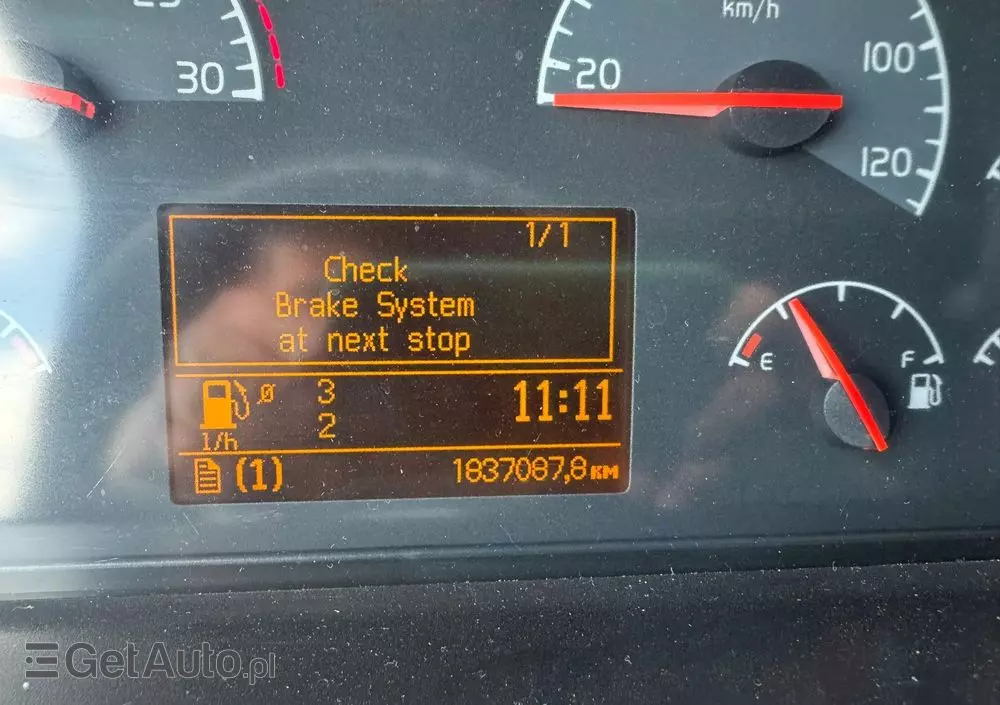 25
30
km/h
20
100
120
1/1
Check
Brake System
at next stop
3
11:11
2
l/h
(1)
1837087,8 KM
E
F
GetAuto.pl